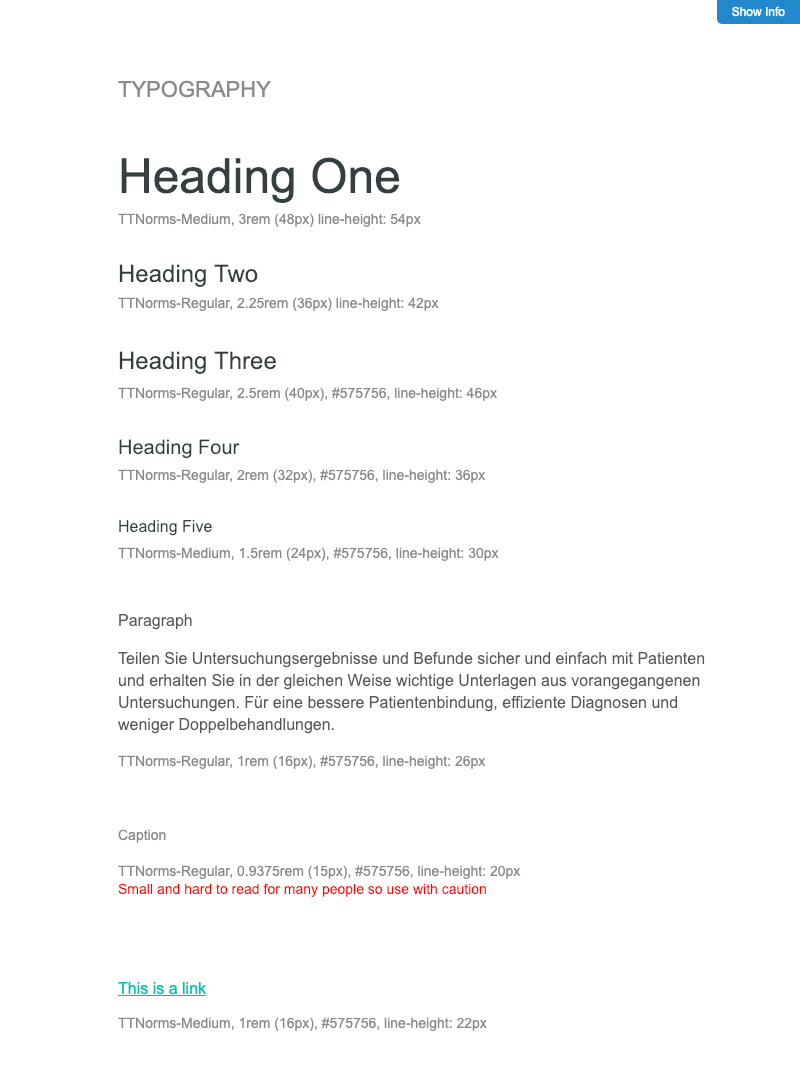 Show Info
TYPOGRAPHY
Heading One
TTNorms-Medium, 3rem (48px) line-height: 54px
Heading Two
TTNorms-Regular, 2.25rem (36px) line-height: 42px
Heading Three
TTNorms-Regular, 2.5rem (40px), #575756, line-height: 46px
Heading Four
TTNorms-Regular, 2rem (32px), #575756, line-height: 36px
Heading Five
TTNorms-Medium, 1.5rem (24px), #575756, line-height: 30px
Paragraph
Teilen Sie Untersuchungsergebnisse und Befunde sicher und einfach mit Patienten
und erhalten Sie in der gleichen Weise wichtige Unterlagen aus vorangegangenen
Untersuchungen. Für eine bessere Patientenbindung, effiziente Diagnosen und
weniger Doppelbehandlungen.
TTNorms-Regular, 1rem (16px), #575756, line-height: 26px
Caption
TTNorms-Regular, 0.9375rem (15px), #575756, line-height: 20px
Small and hard to read for many people so use with caution
This is a link
TTNorms-Medium, 1rem (16px), #575756, line-height: 22px